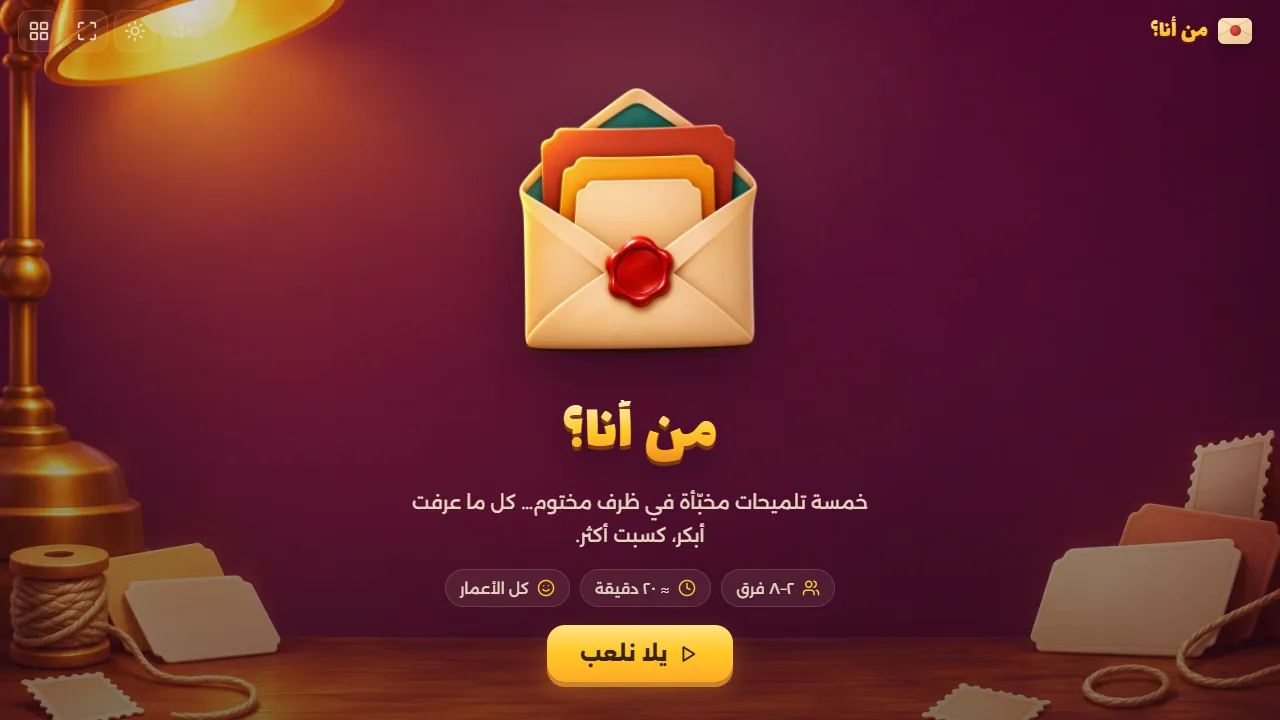 من أنا؟
من أنا؟
خمسة تلميحات مخبّأة في ظرف مختوم... كل ما عرفت
أبكر، كسبت أكثر.
٢–٨ فرق
≈ ٢٠ دقيقة
كل الأعمار
يلا نلعب